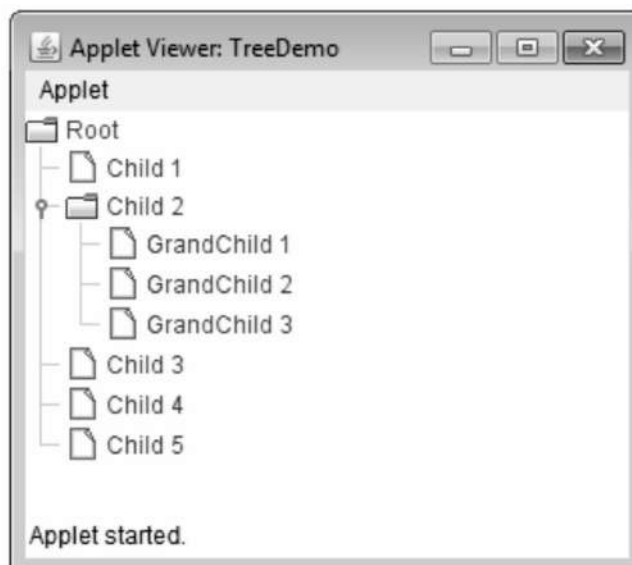 Applet Viewer: TreeDemo
Applet
Root
Child 1
Child 2
GrandChild 1
GrandChild 2
GrandChild 3
Child 3
Child 4
Child 5
Applet started.